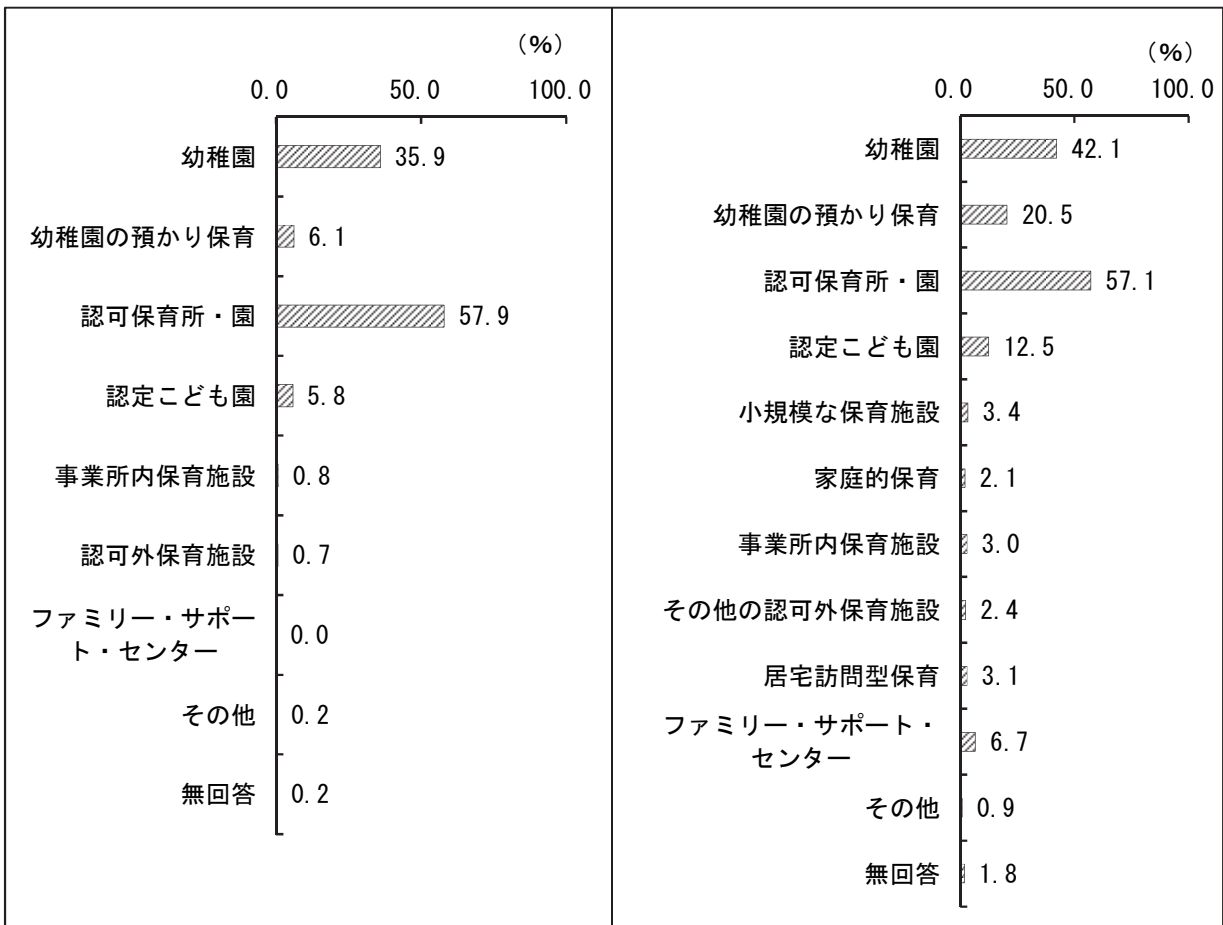 (％)
0.0 50.0 100.0
幼稚園 35.9
幼稚園の預かり保育 6.1
認可保育所・園 57.9
認定こども園 5.8
事業所内保育施設 0.8
認可外保育施設 0.7
ファミリー・サポー
ト・センター 0.0
その他 0.2
無回答 0.2
(％)
0.0 50.0 100.0
幼稚園 42.1
幼稚園の預かり保育 20.5
認可保育所・園 57.1
認定こども園 12.5
小規模な保育施設 3.4
家庭的保育 2.1
事業所内保育施設 3.0
その他の認可外保育施設 2.4
居宅訪問型保育 3.1
ファミリー・サポート・
センター 6.7
その他 0.9
無回答 1.8